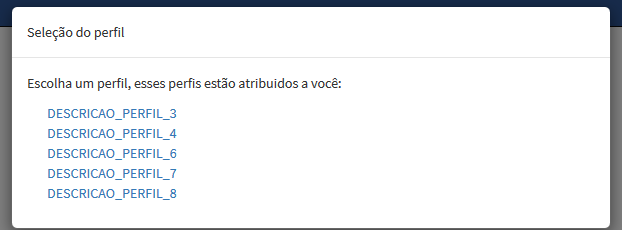 Seleção do perfil
Escolha um perfil, esses perfis estão atribuidos a você:
DESCRICAO_PERFIL_3
DESCRICAO_PERFIL_4
DESCRICAO_PERFIL_6
DESCRICAO_PERFIL_7
DESCRICAO_PERFIL_8